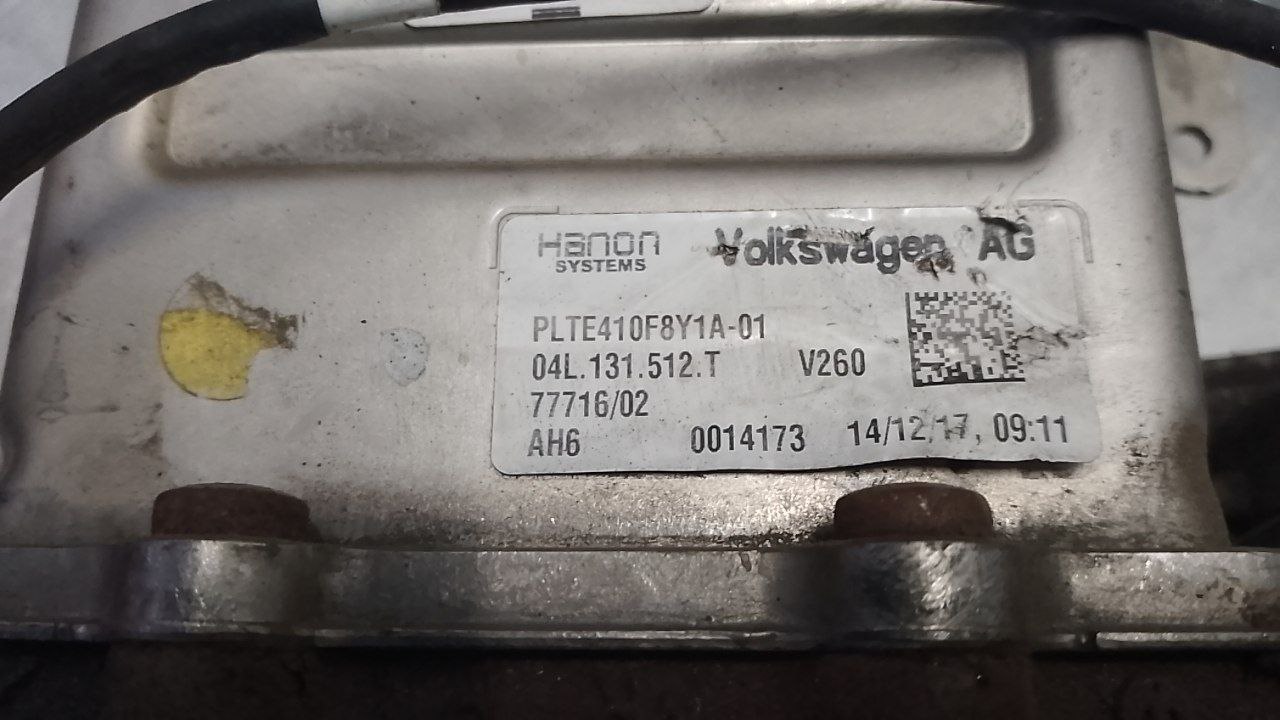 Hanon Volkswagen AG
SYSTEMS
PLTE410F8Y1A-01
04L.131.512.T V260
77716/02
AH6 0014173 14/12/17, 09:11